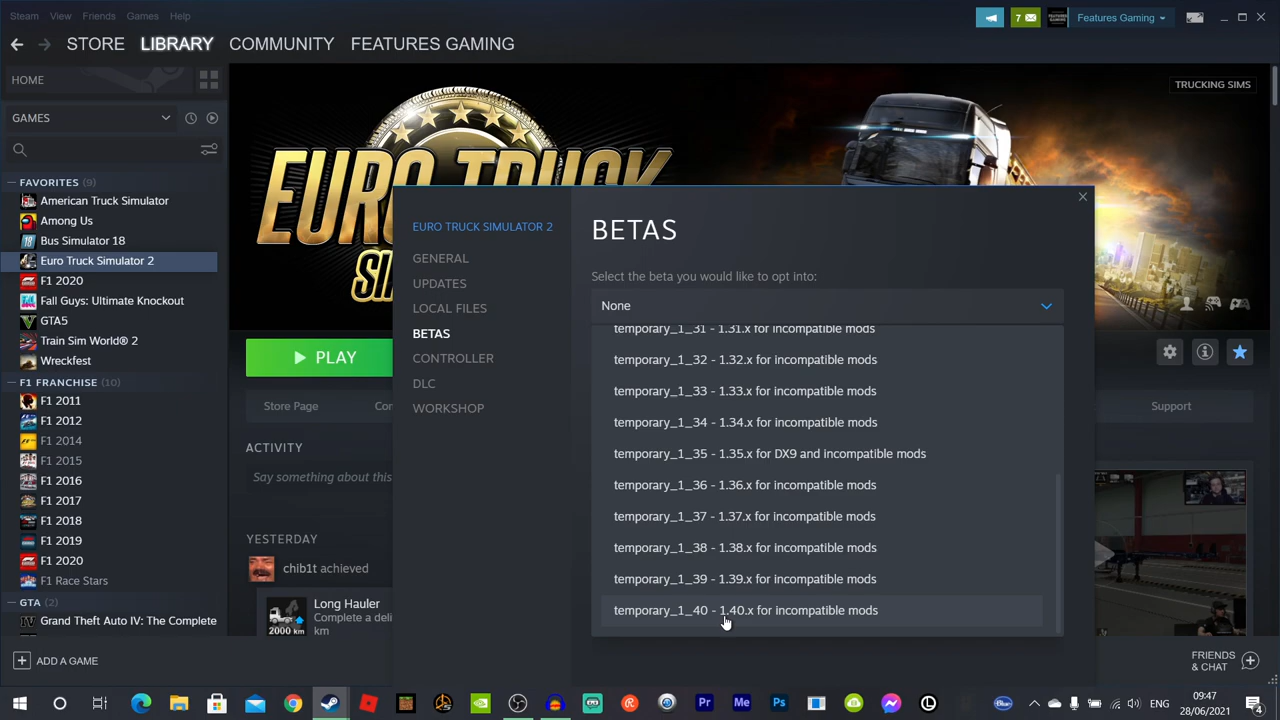 Steam View Friends Games Help
7
Features Gaming
STORE LIBRARY COMMUNITY FEATURES GAMING
HOME
TRUCKING SIMS
GAMES
EURO TRUCK
SI
FAVORITES (9)
American Truck Simulator
Among Us
Bus Simulator 18
Euro Truck Simulator 2
F1 2020
Fall Guys: Ultimate Knockout
GTA5
Train Sim World® 2
Wreckfest
F1 FRANCHISE (10)
F1 2011
F1 2012
F1 2014
F1 2015
F1 2016
F1 2017
F1 2018
F1 2019
F1 2020
F1 Race Stars
GTA (2)
Grand Theft Auto IV: The Complete
ADD A GAME
PLAY
Store Page
Con
Support
ACTIVITY
Say something about this
YESTERDAY
chib1t achieved
Long Hauler
Complete a deli
km
2000 km
EURO TRUCK SIMULATOR 2
GENERAL
UPDATES
LOCAL FILES
BETAS
CONTROLLER
DLC
WORKSHOP
BETAS
Select the beta you would like to opt into:
None
temporary_1_31 - 1.31.x for incompatible mods
temporary_1_32 - 1.32.x for incompatible mods
temporary_1_33 - 1.33.x for incompatible mods
temporary_1_34 - 1.34.x for incompatible mods
temporary_1_35 - 1.35.x for DX9 and incompatible mods
temporary_1_36 - 1.36.x for incompatible mods
temporary_1_37 - 1.37.x for incompatible mods
temporary_1_38 - 1.38.x for incompatible mods
temporary_1_39 - 1.39.x for incompatible mods
temporary_1_40 - 1.40.x for incompatible mods
FRIENDS
& CHAT
Pr Me Ps
ENG
09:47
28/06/2021
4